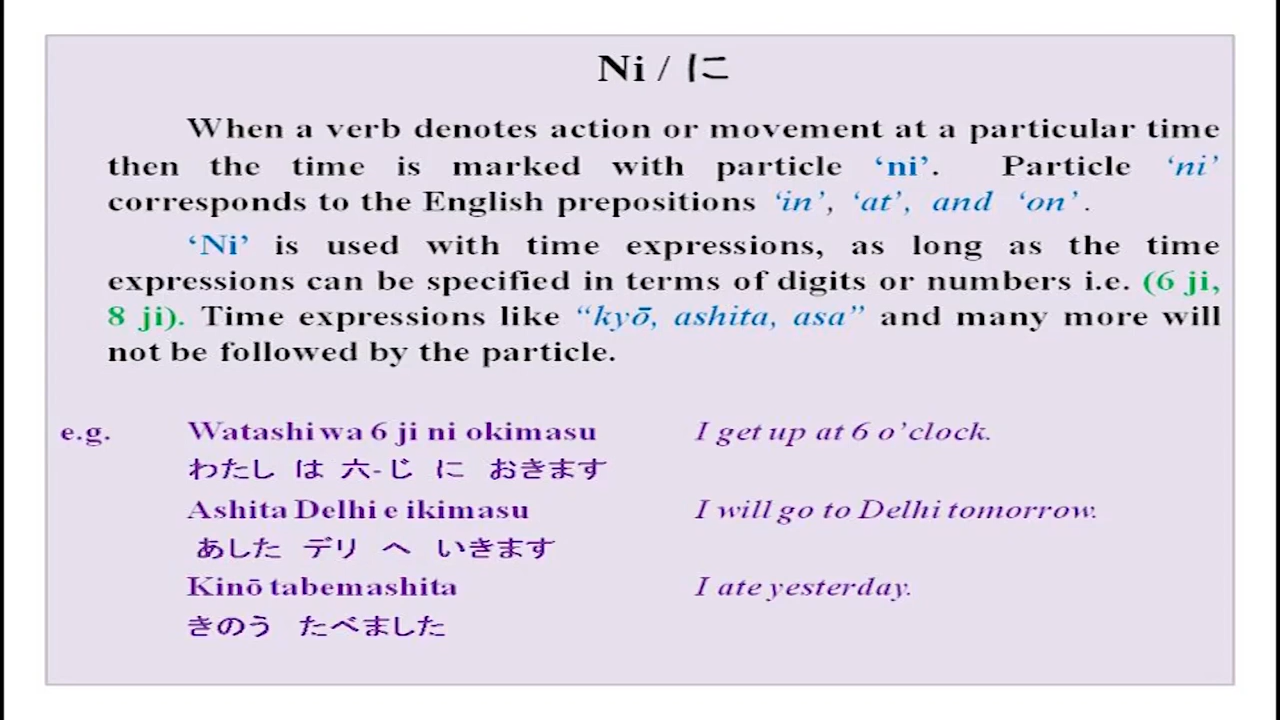 Ni / に
When a verb denotes action or movement at a particular time
then the time is marked with particle ‘ni’. Particle ‘ni’
corresponds to the English prepositions ‘in’, ‘at’, and ‘on’.
‘Ni’ is used with time expressions, as long as the time
expressions can be specified in terms of digits or numbers i.e. (6 ji,
8 ji). Time expressions like “kyō, ashita, asa” and many more will
not be followed by the particle.
e.g. Watashi wa 6 ji ni okimasu I get up at 6 o’clock.
わたし は 六-じ に おきます
Ashita Delhi e ikimasu I will go to Delhi tomorrow.
あした デリ へ いきます
Kinō tabemashita I ate yesterday.
きのう たべました